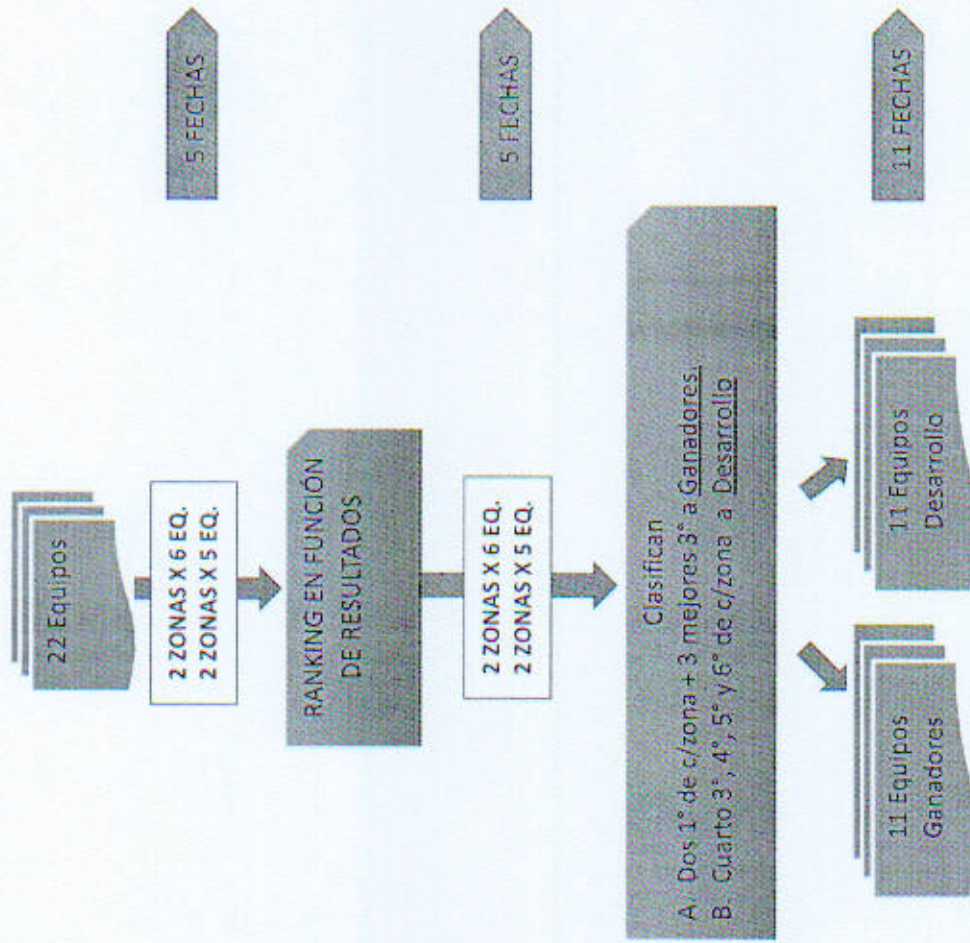 22 Equipos
2 ZONAS X 6 EQ.
2 ZONAS X 5 EQ.
5 FECHAS
RANKING EN FUNCIÓN
DE RESULTADOS
2 ZONAS X 6 EQ.
2 ZONAS X 5 EQ.
5 FECHAS
Clasifican
A. Dos 1° de c/zona + 3 mejores 3° a Ganadores.
B. Cuarto 3°, 4°, 5° y 6° de c/zona a Desarrollo
11 Equipos
Ganadores
11 Equipos
Desarrollo
11 FECHAS